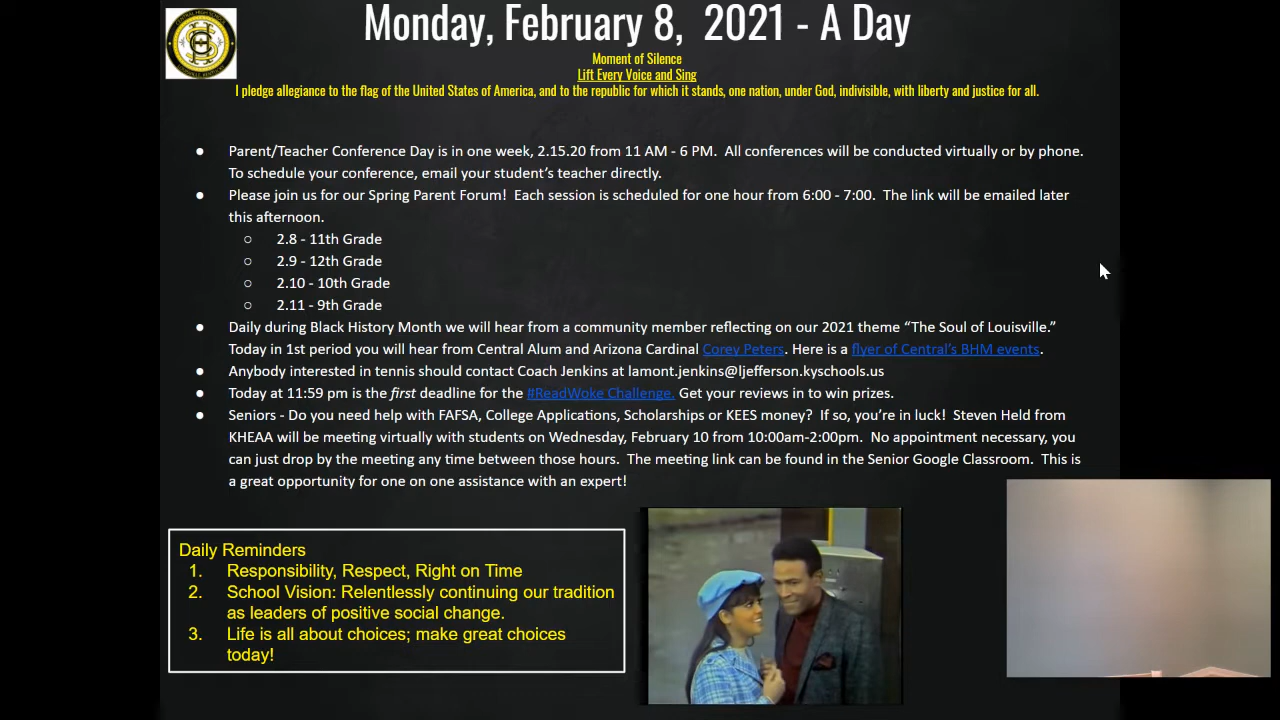 Monday, February 8, 2021 - A Day
Moment of Silence
Lift Every Voice and Sing
I pledge allegiance to the flag of the United States of America, and to the republic for which it stands, one nation, under God, indivisible, with liberty and justice for all.
● Parent/Teacher Conference Day is in one week, 2.15.20 from 11 AM - 6 PM. All conferences will be conducted virtually or by phone.
To schedule your conference, email your student's teacher directly.
● Please join us for our Spring Parent Forum! Each session is scheduled for one hour from 6:00 - 7:00. The link will be emailed later
this afternoon.
○ 2.8 - 11th Grade
○ 2.9 - 12th Grade
○ 2.10 - 10th Grade
○ 2.11 - 9th Grade
● Daily during Black History Month we will hear from a community member reflecting on our 2021 theme “The Soul of Louisville.”
Today in 1st period you will hear from Central Alum and Arizona Cardinal Corey Peters. Here is a flyer of Central's BHM events.
● Anybody interested in tennis should contact Coach Jenkins at lamont.jenkins@ljefferson.kyschools.us
● Today at 11:59 pm is the first deadline for the #ReadWoke Challenge. Get your reviews in to win prizes.
● Seniors - Do you need help with FAFSA, College Applications, Scholarships or KEES money? If so, you're in luck! Steven Held from
KHEAA will be meeting virtually with students on Wednesday, February 10 from 10:00am-2:00pm. No appointment necessary, you
can just drop by the meeting any time between those hours. The meeting link can be found in the Senior Google Classroom. This is
a great opportunity for one on one assistance with an expert!
Daily Reminders
1. Responsibility, Respect, Right on Time
2. School Vision: Relentlessly continuing our tradition
as leaders of positive social change.
3. Life is all about choices; make great choices
today!